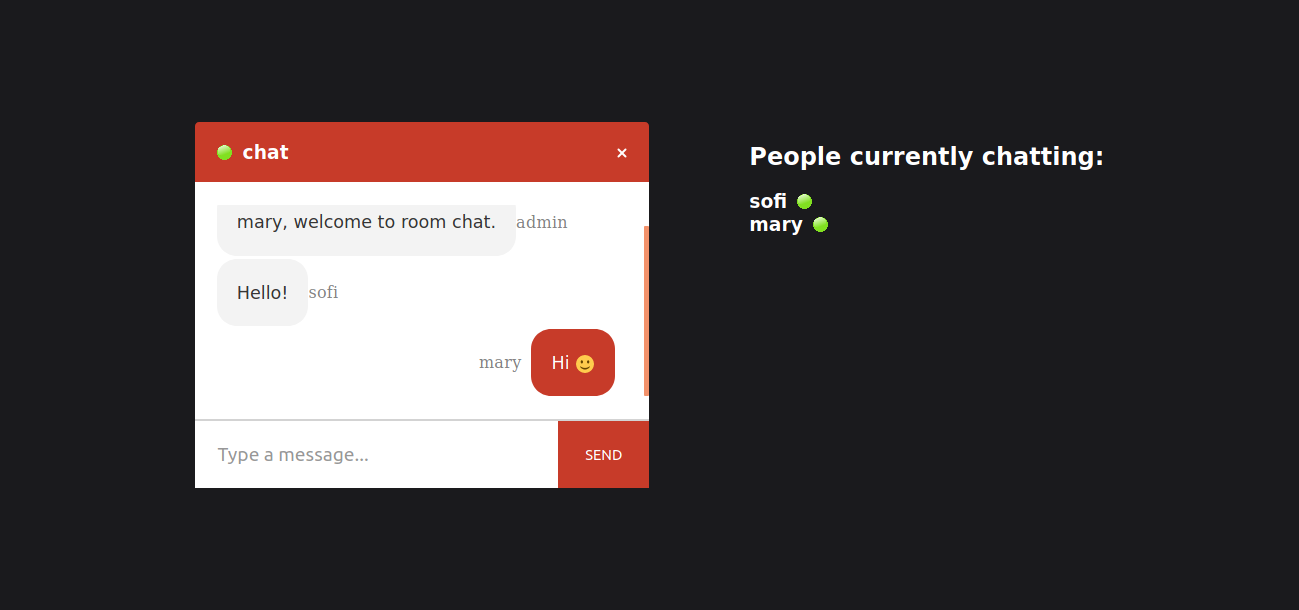 chat ×
mary, welcome to room chat. admin
Hello! sofi
mary Hi 🙂
Type a message...
SEND
People currently chatting:
sofi
mary